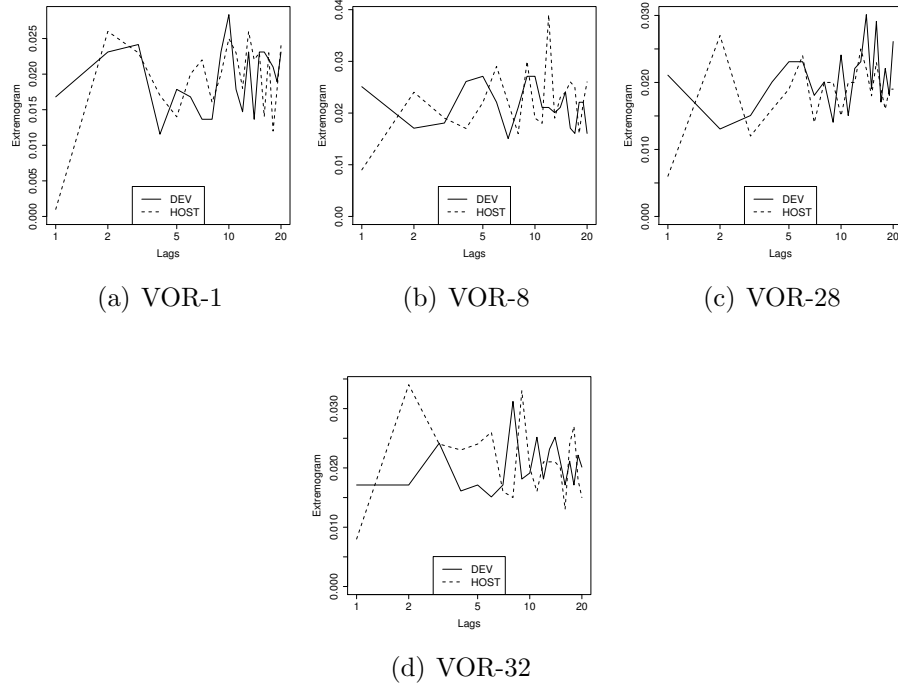 0.000 0.005 0.010 0.015 0.020 0.025
Extremogram
DEV
HOST
1 2 5 10 20
Lags
(a) VOR-1
0.00 0.01 0.02 0.03 0.04
Extremogram
DEV
HOST
1 2 5 10 20
Lags
(b) VOR-8
0.000 0.010 0.020 0.030
Extremogram
DEV
HOST
1 2 5 10 20
Lags
(c) VOR-28
0.000 0.010 0.020 0.030
Extremogram
DEV
HOST
1 2 5 10 20
Lags
(d) VOR-32